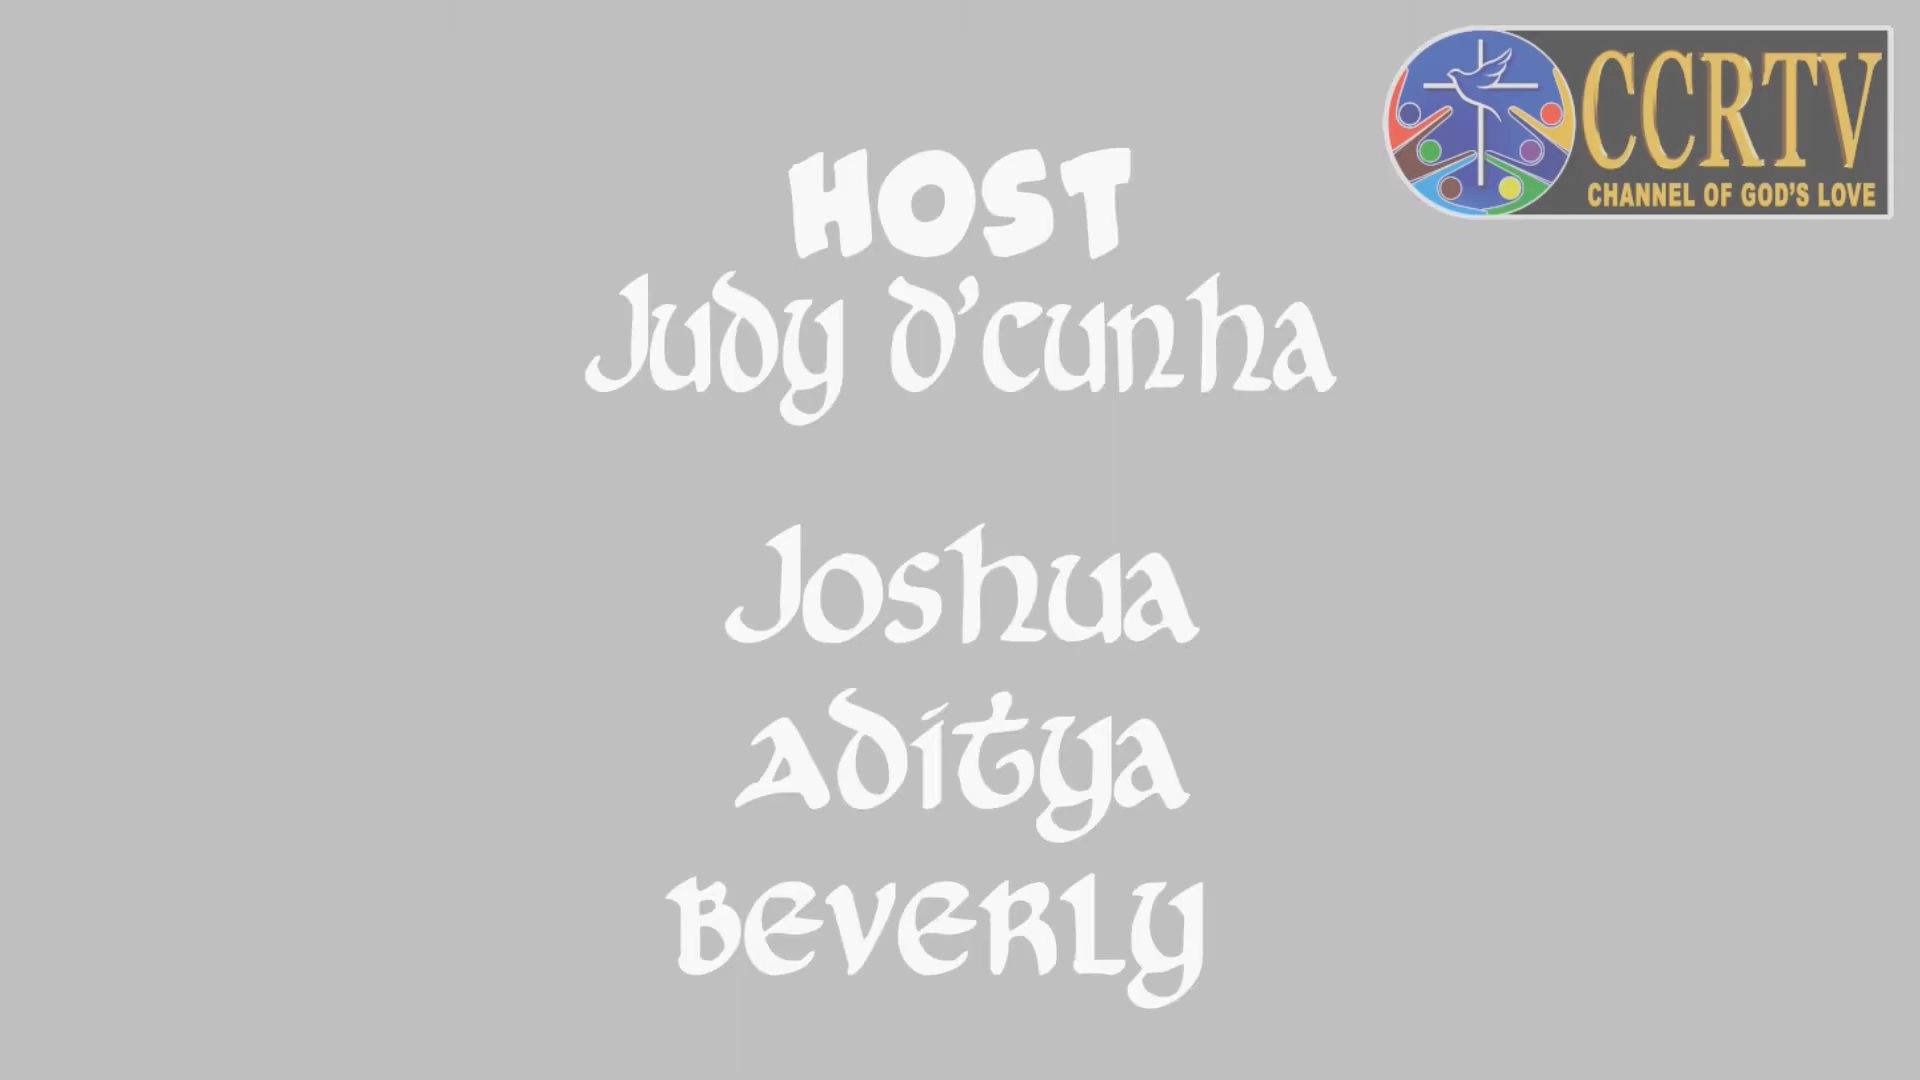 CCRTV
CHANNEL OF GOD'S LOVE
HOST
Judy D'cunha
Joshua
Aditya
Beverly